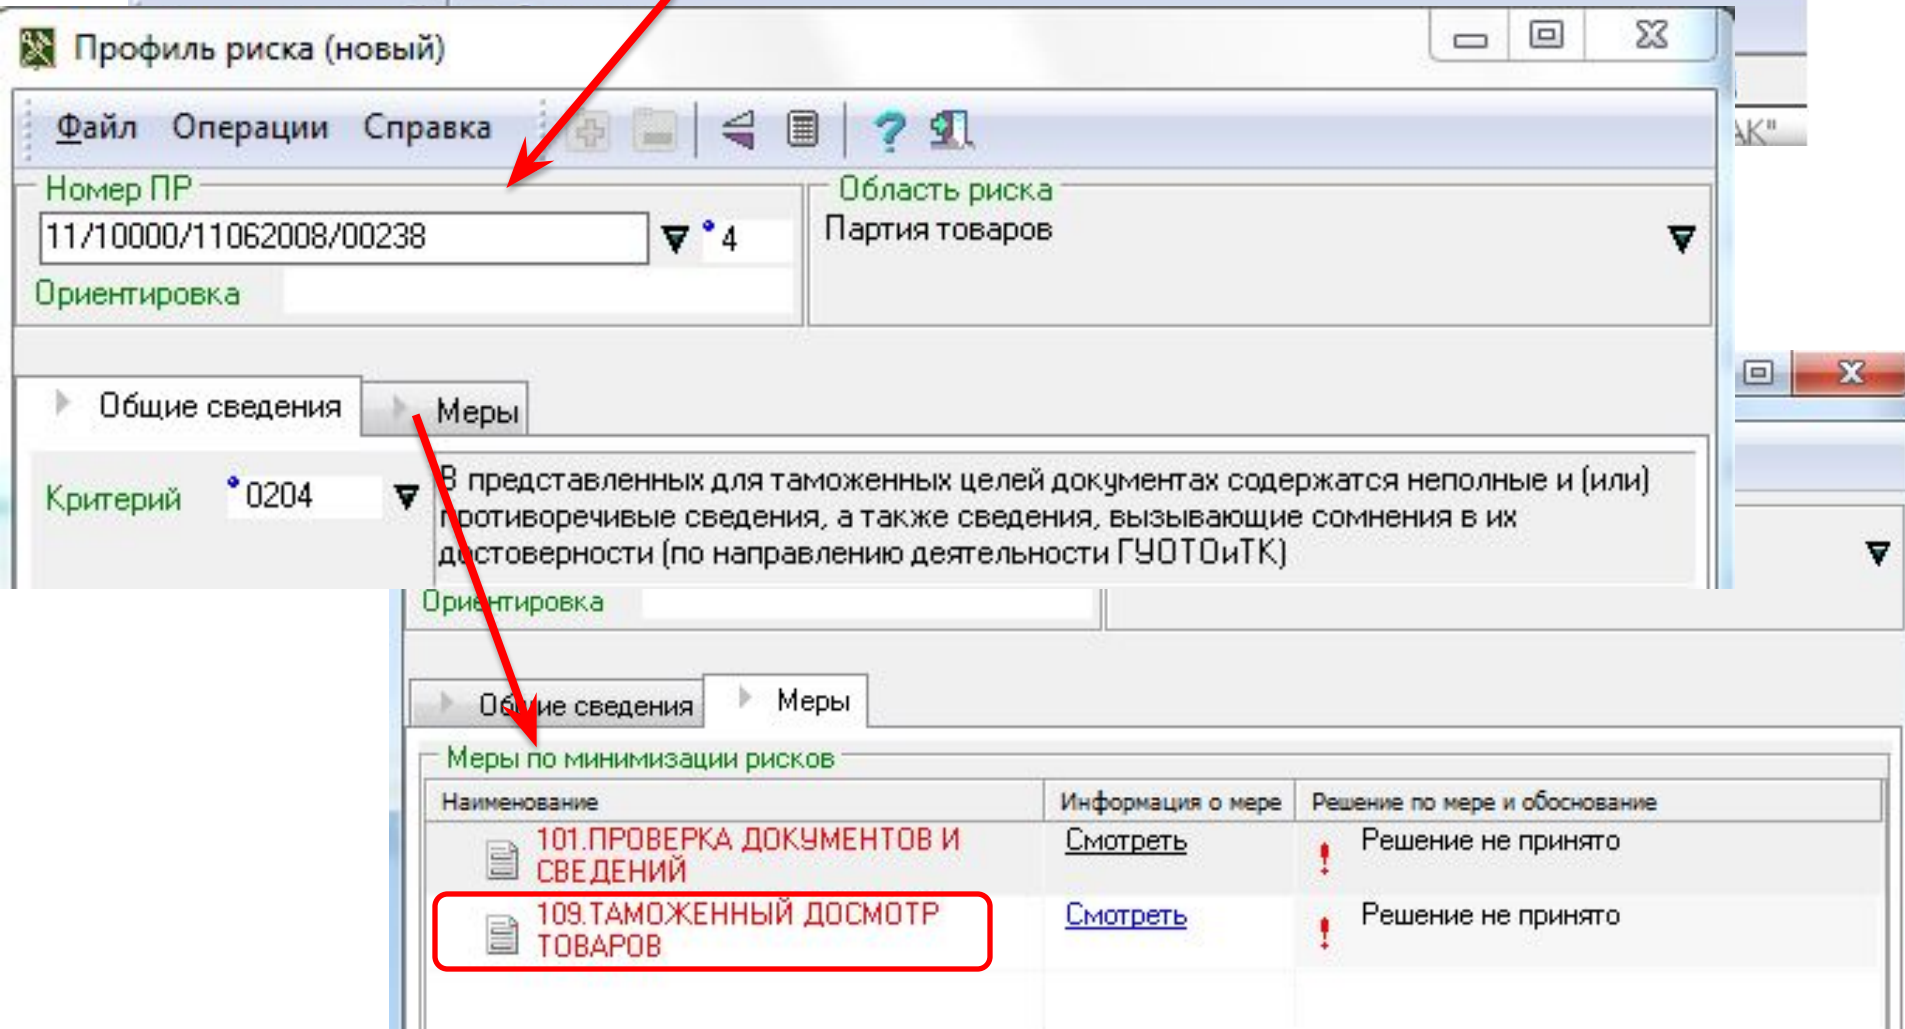 Профиль риска (новый)
Файл Операции Справка
АК"
Номер ПР
Область риска
11/10000/11062008/00238
4
Партия товаров
Ориентировка
Общие сведения
Меры
Критерий
0204
В представленных для таможенных целей документах содержатся неполные и (или)
противоречивые сведения, а также сведения, вызывающие сомнения в их
достоверности (по направлению деятельности ГУОТОиТК)
Ориентировка
Общие сведения
Меры
Меры по минимизации рисков
Наименование
Информация о мере
Решение по мере и обоснование
101.ПРОВЕРКА ДОКУМЕНТОВ И
СВЕДЕНИЙ
Смотреть
Решение не принято
109.ТАМОЖЕННЫЙ ДОСМОТР
ТОВАРОВ
Смотреть
Решение не принято